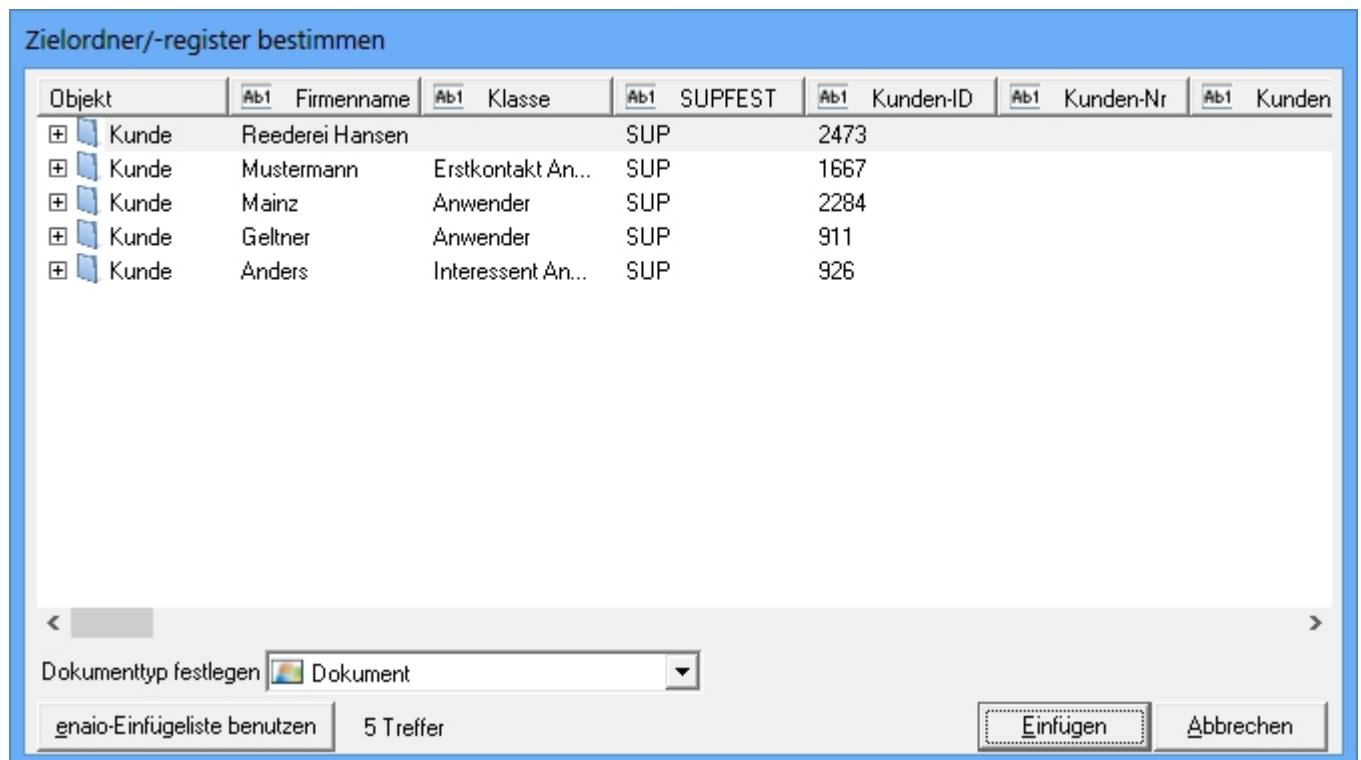 Zielordner/-register bestimmen
Objekt Ab1 Firmenname Ab1 Klasse Ab1 SUPFEST Ab1 Kunden-ID Ab1 Kunden-Nr Ab1 Kunden
Kunde Reederei Hansen SUP 2473
Kunde Mustermann Erstkontakt An... SUP 1667
Kunde Mainz Anwender SUP 2284
Kunde Geltner Anwender SUP 911
Kunde Anders Interessent An... SUP 926
Dokumenttyp festlegen Dokument
enaio-Einfügeliste benutzen 5 Treffer Einfügen Abbrechen